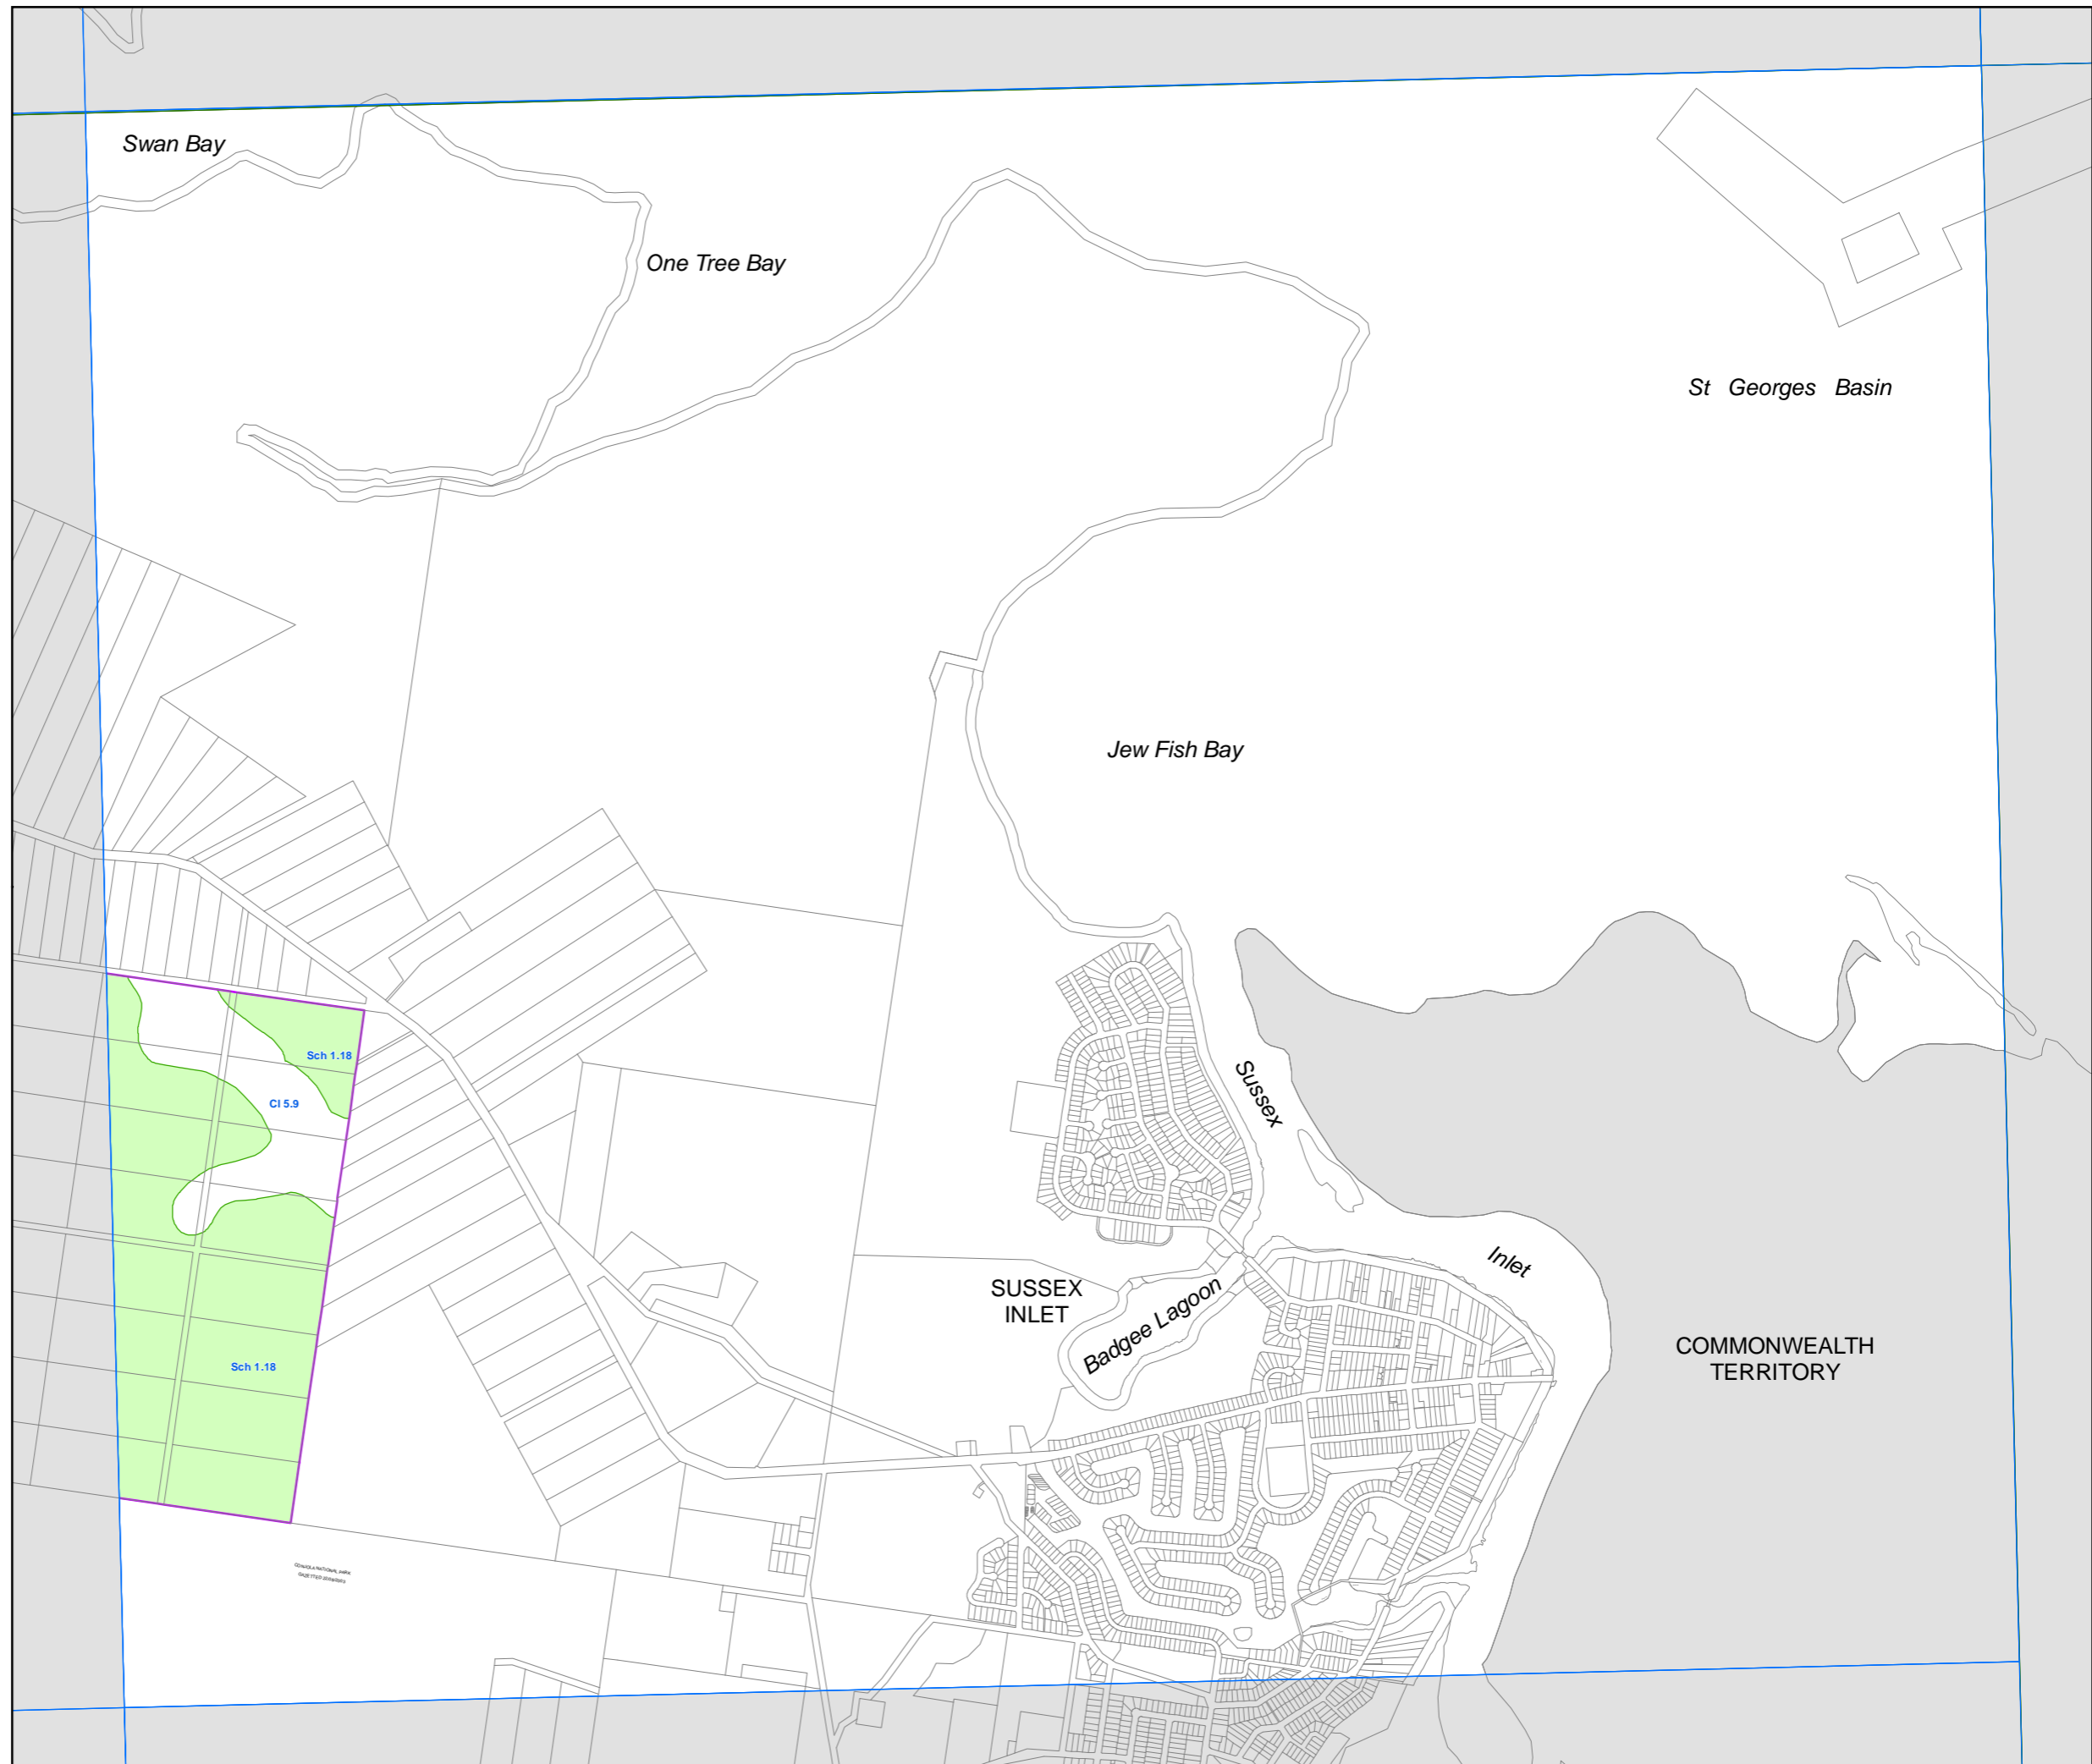 Swan Bay
One Tree Bay
St Georges Basin
Jew Fish Bay
Sch 1.18
Cl 5.9
Sussex
Inlet
SUSSEX
INLET
Badgee Lagoon
COMMONWEALTH
TERRITORY
Sch 1.18